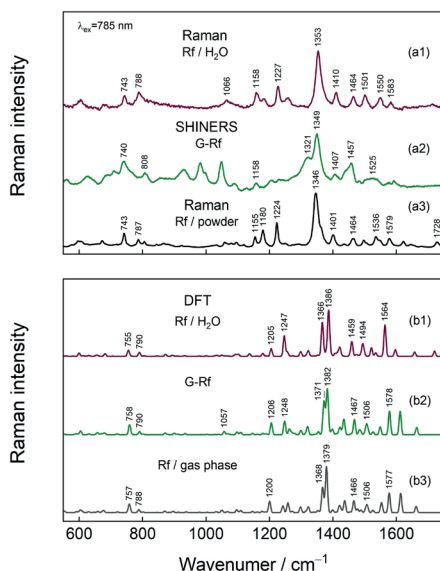 λex=785 nm
Raman
Rf / H2O
(a1)
743
788
1066
1158
1227
1353
1410
1464
1501
1550
1583
SHINERS
G-Rf
(a2)
740
808
1158
1321
1349
1407
1457
1525
Raman
Rf / powder
(a3)
743
787
1155
1180
1224
1346
1401
1464
1536
1579
1728
Raman intensity
DFT
Rf / H2O
(b1)
755
790
1205
1247
1366
1386
1459
1494
1564
G-Rf
(b2)
758
790
1057
1206
1248
1371
1382
1467
1506
1578
Rf / gas phase
(b3)
757
788
1200
1368
1379
1466
1506
1577
Raman intensity
600 800 1000 1200 1400 1600
Wavenumer / cm−1